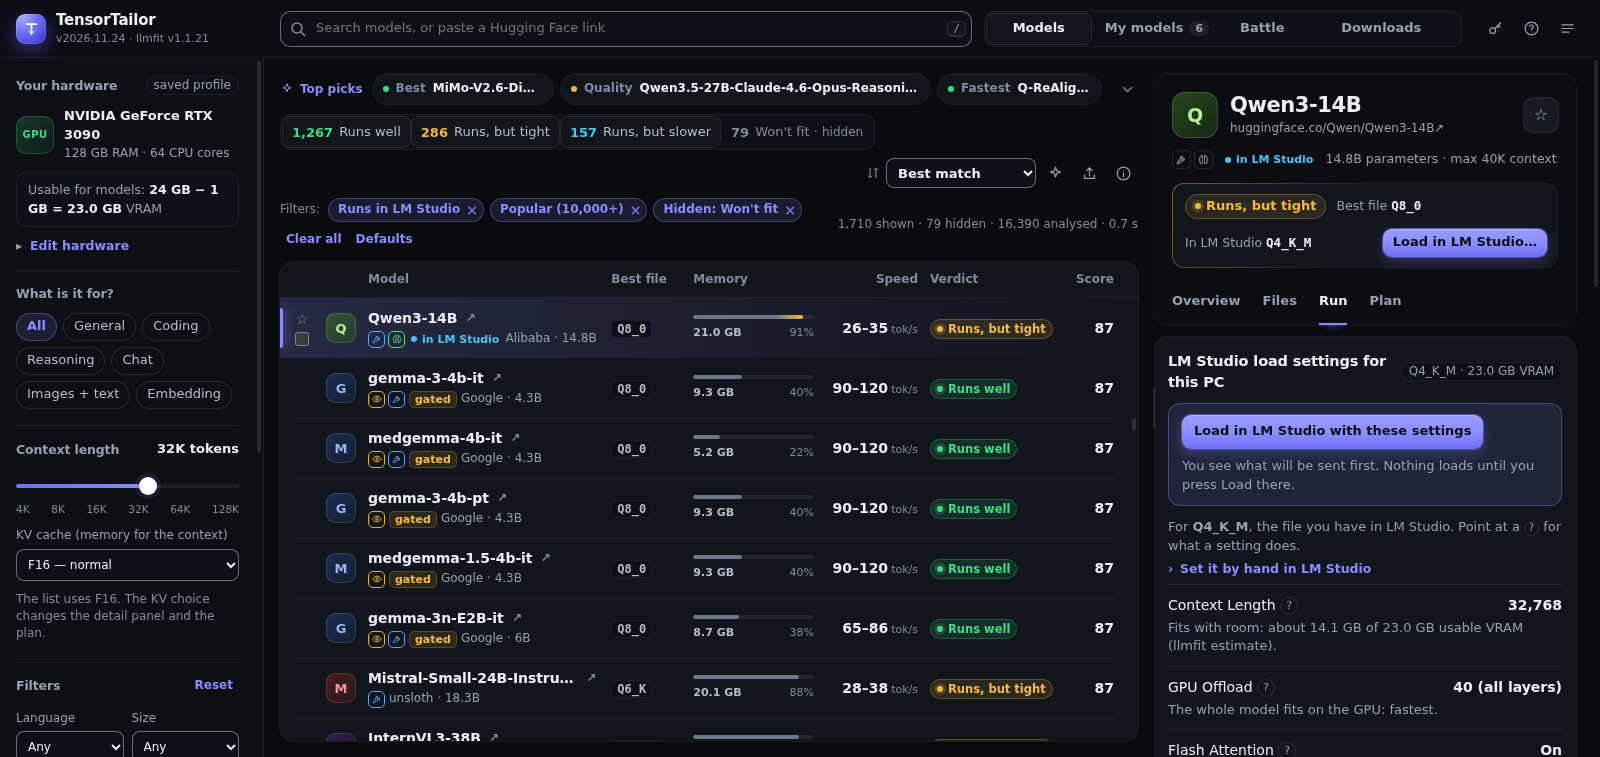 TensorTailor
v2026.11.24 · llmfit v1.1.21
Search models, or paste a Hugging Face link
/
Models
My models 6
Battle
Downloads
Your hardware
saved profile
GPU
NVIDIA GeForce RTX
3090
128 GB RAM · 64 CPU cores
Usable for models: 24 GB − 1
GB = 23.0 GB VRAM
▸ Edit hardware
What is it for?
All
General
Coding
Reasoning
Chat
Images + text
Embedding
Context length
32K tokens
4K 8K 16K 32K 64K 128K
KV cache (memory for the context)
F16 — normal
The list uses F16. The KV choice
changes the detail panel and the
plan.
Filters
Reset
Language
Size
Any
Any
Top picks
Best MiMo-V2.6-Di…
Quality Qwen3.5-27B-Claude-4.6-Opus-Reasoni…
Fastest Q-ReAlig…
1,267 Runs well
286 Runs, but tight
157 Runs, but slower
79 Won't fit · hidden
Best match
Filters:
Runs in LM Studio ×
Popular (10,000+) ×
Hidden: Won't fit ×
Clear all
Defaults
1,710 shown · 79 hidden · 16,390 analysed · 0.7 s
Model Best file Memory Speed Verdict Score
Q
Qwen3-14B ↗
in LM Studio Alibaba · 14.8B
Q8_0
21.0 GB 91%
26–35 tok/s
Runs, but tight
87
G
gemma-3-4b-it ↗
gated Google · 4.3B
Q8_0
9.3 GB 40%
90–120 tok/s
Runs well
87
M
medgemma-4b-it ↗
gated Google · 4.3B
Q8_0
5.2 GB 22%
90–120 tok/s
Runs well
87
G
gemma-3-4b-pt ↗
gated Google · 4.3B
Q8_0
9.3 GB 40%
90–120 tok/s
Runs well
87
M
medgemma-1.5-4b-it ↗
gated Google · 4.3B
Q8_0
9.3 GB 40%
90–120 tok/s
Runs well
87
G
gemma-3n-E2B-it ↗
gated Google · 6B
Q8_0
8.7 GB 38%
65–86 tok/s
Runs well
87
M
Mistral-Small-24B-Instru… ↗
unsloth · 18.3B
Q6_K
20.1 GB 88%
28–38 tok/s
Runs, but tight
87
InternVL3-38B ↗
Q
Qwen3-14B
huggingface.co/Qwen/Qwen3-14B↗
in LM Studio
14.8B parameters · max 40K context
Runs, but tight
Best file Q8_0
In LM Studio Q4_K_M
Load in LM Studio…
Overview
Files
Run
Plan
LM Studio load settings for
this PC
Q4_K_M · 23.0 GB VRAM
Load in LM Studio with these settings
You see what will be sent first. Nothing loads until you
press Load there.
For Q4_K_M, the file you have in LM Studio. Point at a ? for
what a setting does.
› Set it by hand in LM Studio
Context Length ?
32,768
Fits with room: about 14.1 GB of 23.0 GB usable VRAM
(llmfit estimate).
GPU Offload ?
40 (all layers)
The whole model fits on the GPU: fastest.
Flash Attention ?
On